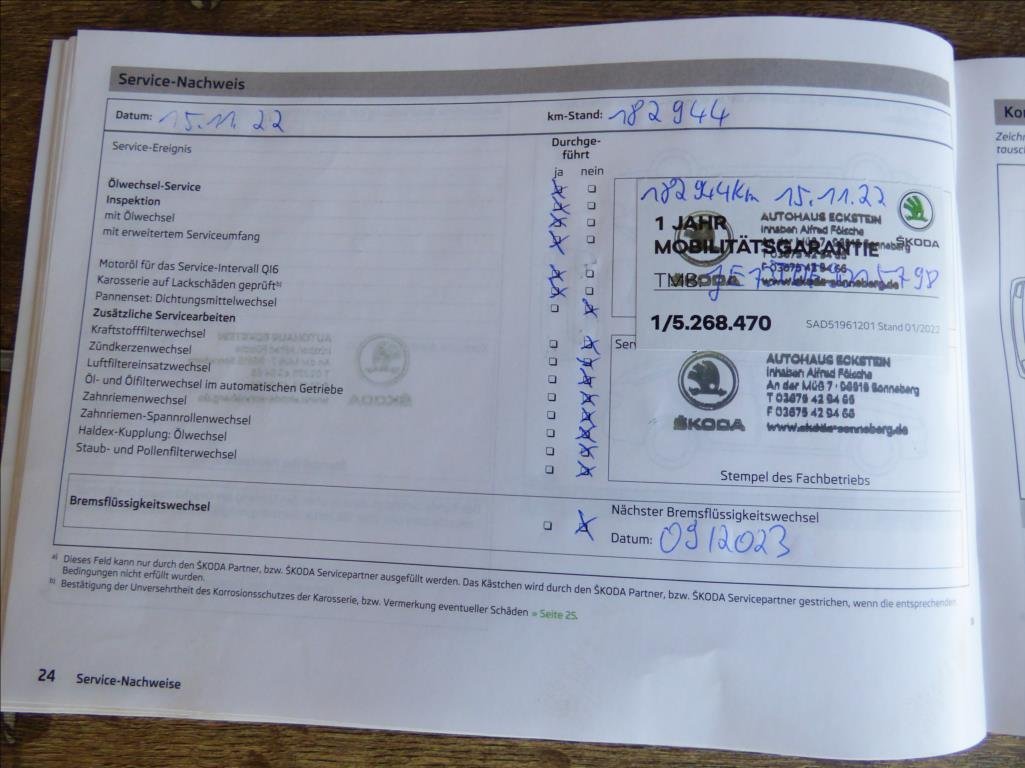 Service-Nachweis
Datum: 15.11.22
km-Stand: 182944
Service-Ereignis
Durchge-
führt
ja nein
Ölwechsel-Service
Inspektion
mit Ölwechsel
mit erweitertem Serviceumfang
Motoröl für das Service-Intervall QI6
Karosserie auf Lackschäden geprüft b)
Pannenset: Dichtungsmittelwechsel
Zusätzliche Servicearbeiten
Kraftstofffilterwechsel
Zündkerzenwechsel
Luftfiltereinsatzwechsel
Öl- und Ölfilterwechsel im automatischen Getriebe
Zahnriemenwechsel
Zahnriemen-Spannrollenwechsel
Haldex-Kupplung: Ölwechsel
Staub- und Pollenfilterwechsel
182944km 15.11.22
1 JAHR
MOBILITÄTSGARANTIE
AUTOHAUS ECKSTEIN
Inhaber Alfred Fölsche
ŠKODA
TMB
1/5.268.470
SAD51961201 Stand 01/2022
ŠKODA
AUTOHAUS ECKSTEIN
Inhaber Alfred Fölsche
An der Müß 7 · 96515 Sonneberg
T 03675 42 94 65
F 03675 42 94 66
www.skoda-sonneberg.de
Stempel des Fachbetriebs
Bremsflüssigkeitswechsel
Nächster Bremsflüssigkeitswechsel
Datum: 09/2023
a) Dieses Feld kann nur durch den ŠKODA Partner, bzw. ŠKODA Servicepartner ausgefüllt werden. Das Kästchen wird durch den ŠKODA Partner, bzw. ŠKODA Servicepartner gestrichen, wenn die entsprechenden
Bedingungen nicht erfüllt wurden.
b) Bestätigung der Unversehrtheit des Korrosionsschutzes der Karosserie, bzw. Vermerkung eventueller Schäden » Seite 25.
24 Service-Nachweise